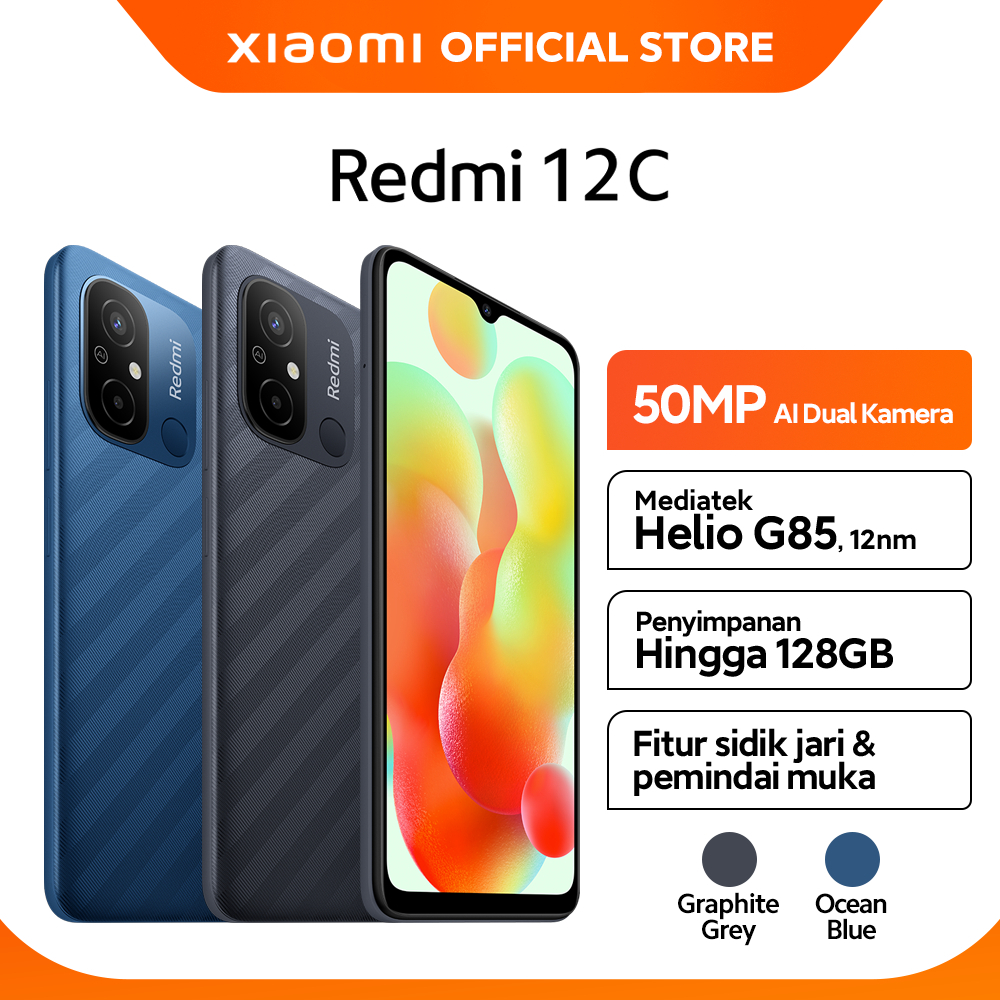 xiaomi OFFICIAL STORE
Redmi 12C
Redmi
Redmi
AI
AI
50MP AI Dual Kamera
Mediatek
Helio G85, 12nm
Penyimpanan
Hingga 128GB
Fitur sidik jari &
pemindai muka
Graphite
Grey
Ocean
Blue